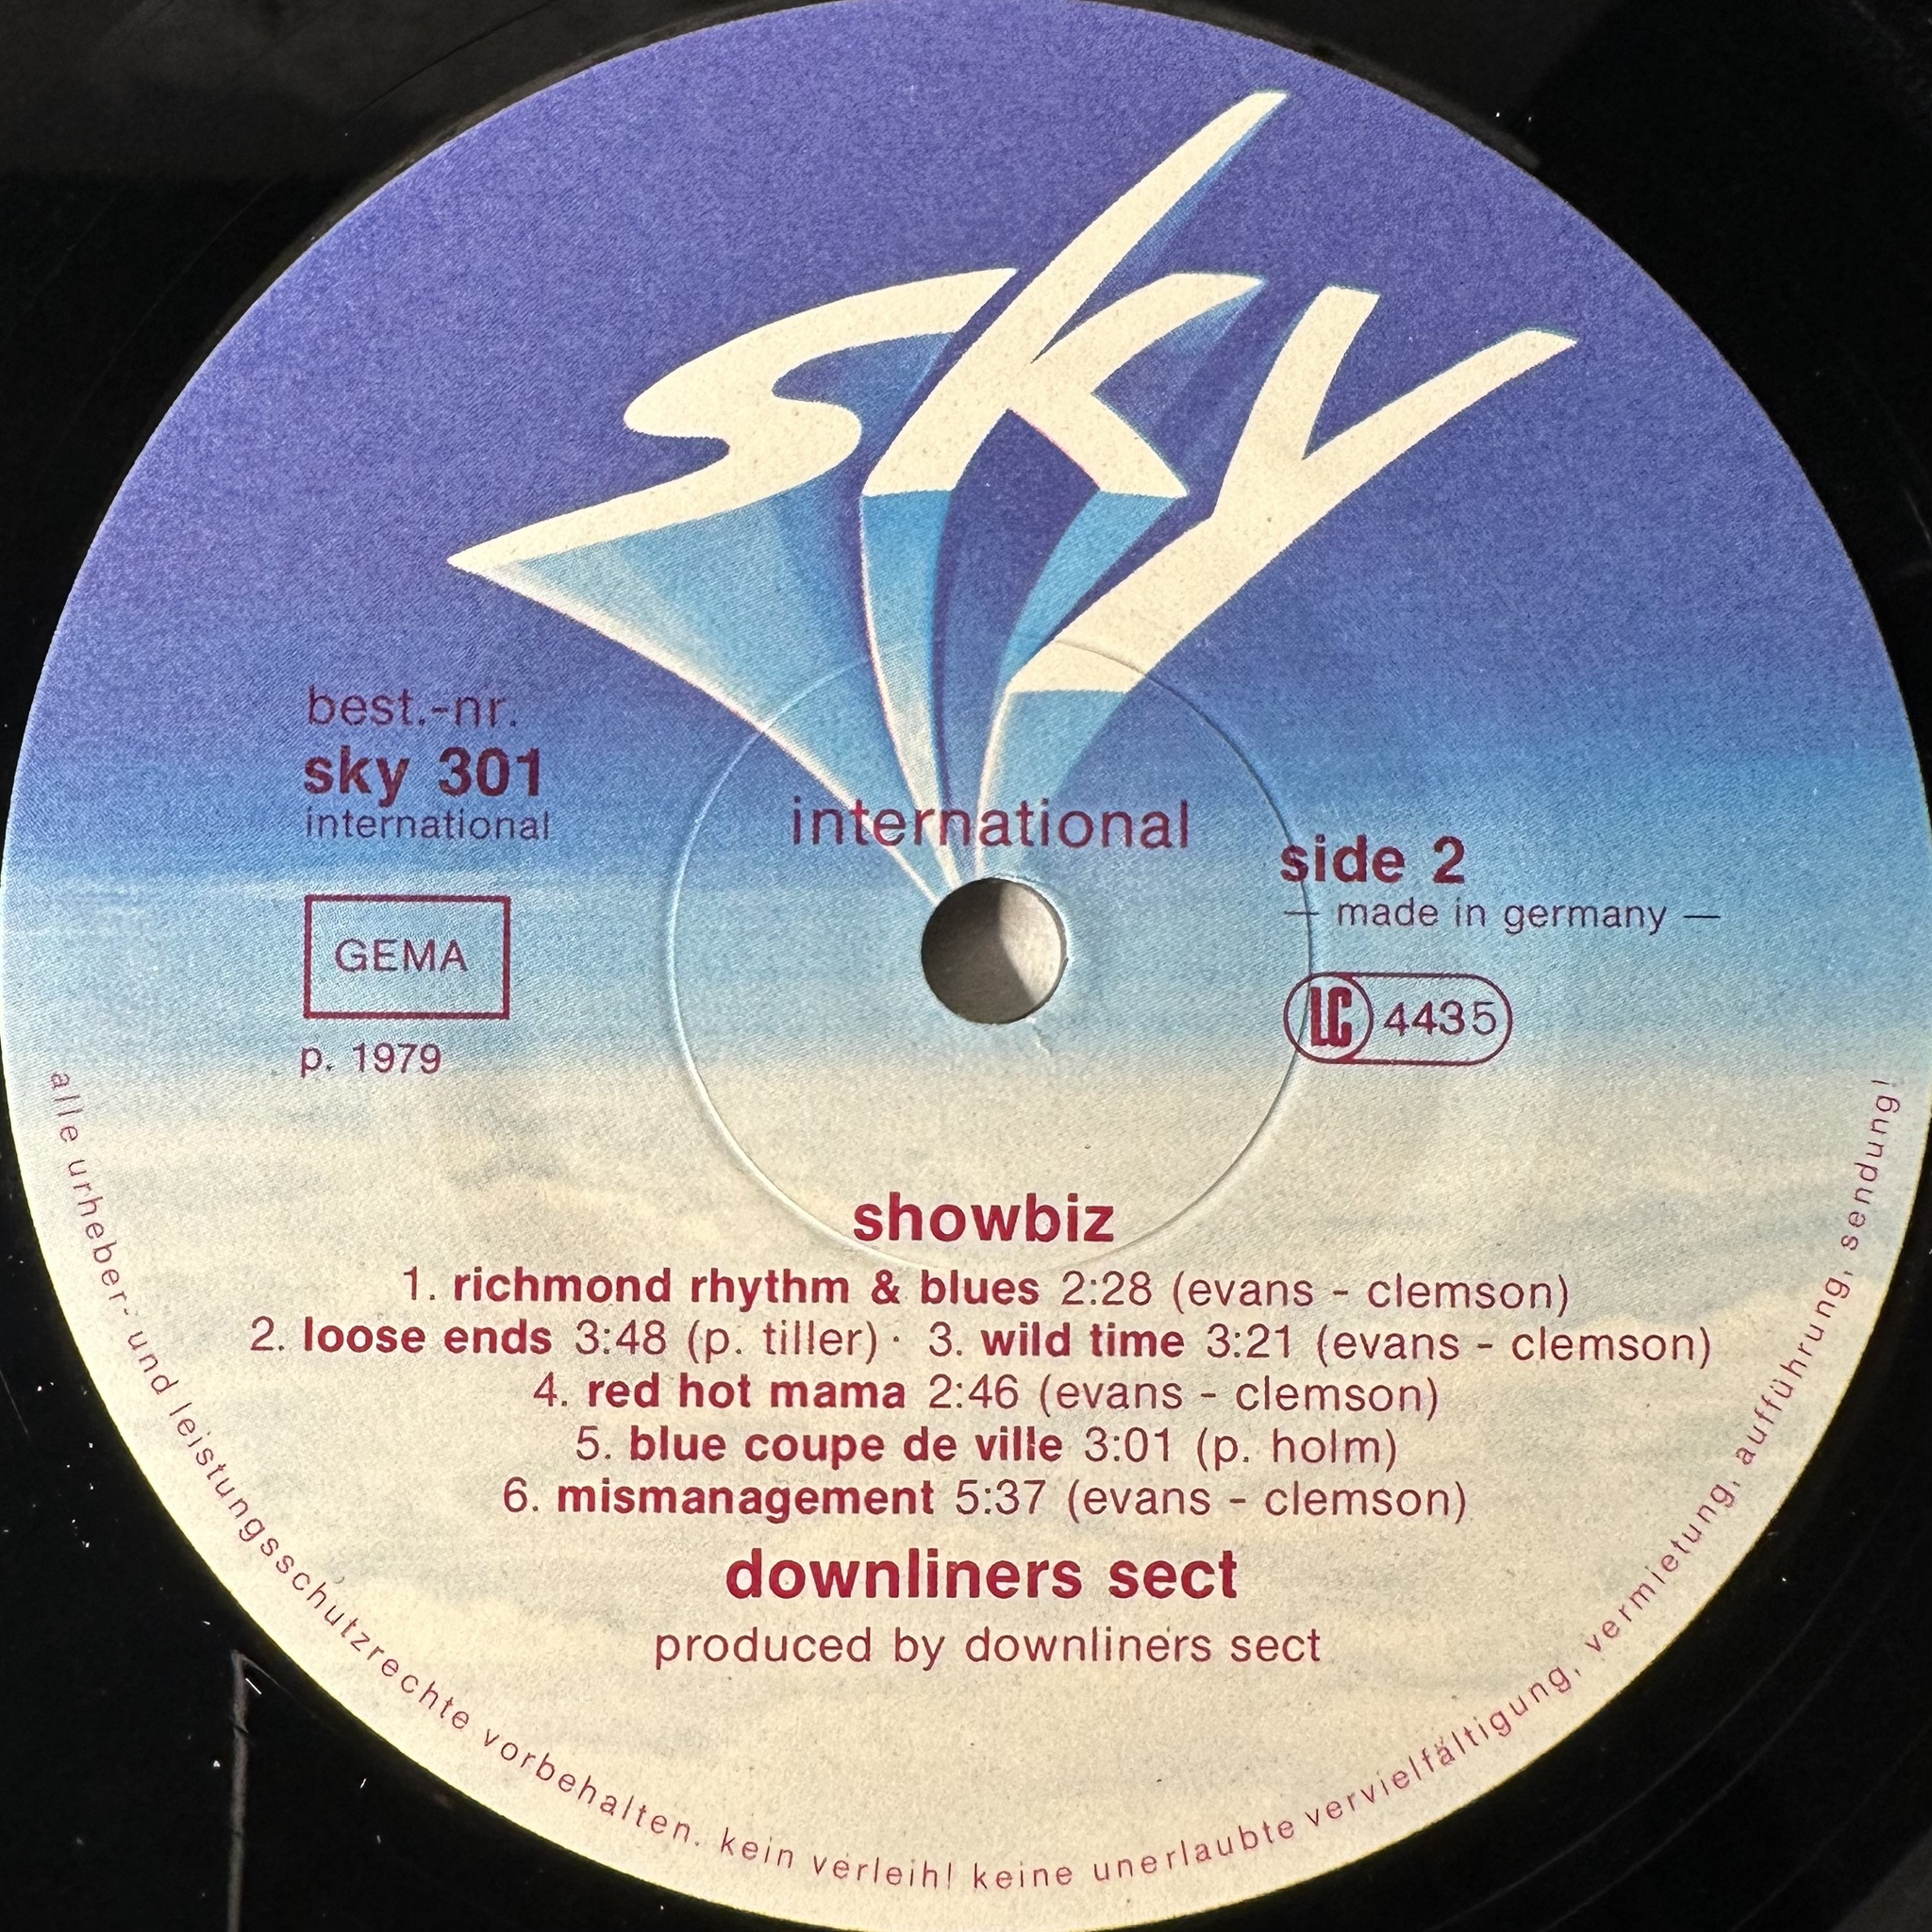 sky
best.-nr.
sky 301
international
international
side 2
— made in germany —
GEMA
LC 4435
p. 1979
showbiz
1. richmond rhythm & blues 2:28 (evans - clemson)
2. loose ends 3:48 (p. tiller) · 3. wild time 3:21 (evans - clemson)
4. red hot mama 2:46 (evans - clemson)
5. blue coupe de ville 3:01 (p. holm)
6. mismanagement 5:37 (evans - clemson)
downliners sect
produced by downliners sect
alle urheber- und leistungsschutzrechte vorbehalten. kein verleih! keine unerlaubte vervielfältigung, vermietung, aufführung, sendung!